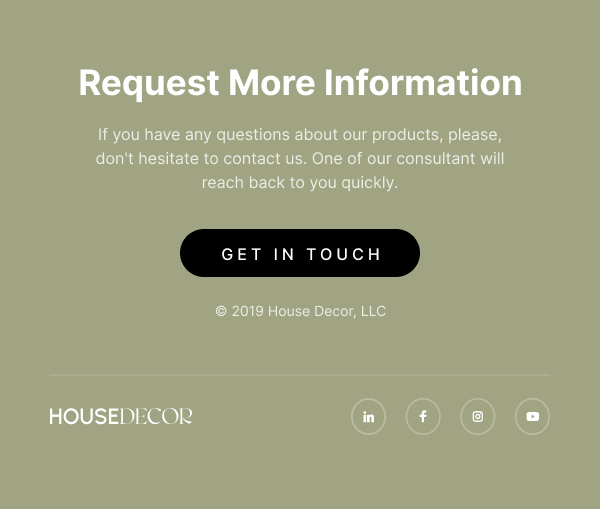 Request More Information
If you have any questions about our products, please,
don't hesitate to contact us. One of our consultant will
reach back to you quickly.
GET IN TOUCH
© 2019 House Decor, LLC
HOUSEDECOR